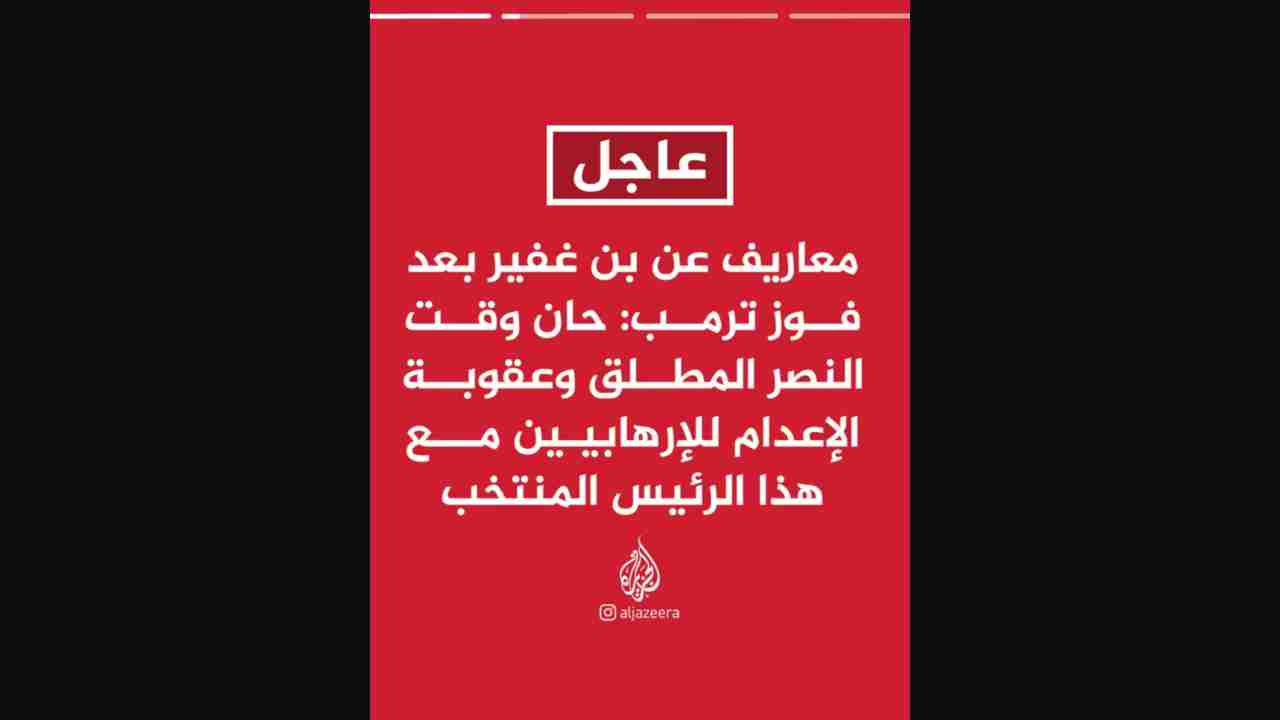 عاجل
معاريف عن بن غفير بعد
فوز ترمب: حان وقت
النصر المطلق وعقوبة
الإعدام للإرهابيين مع
هذا الرئيس المنتخب
الجزيرة
aljazeera